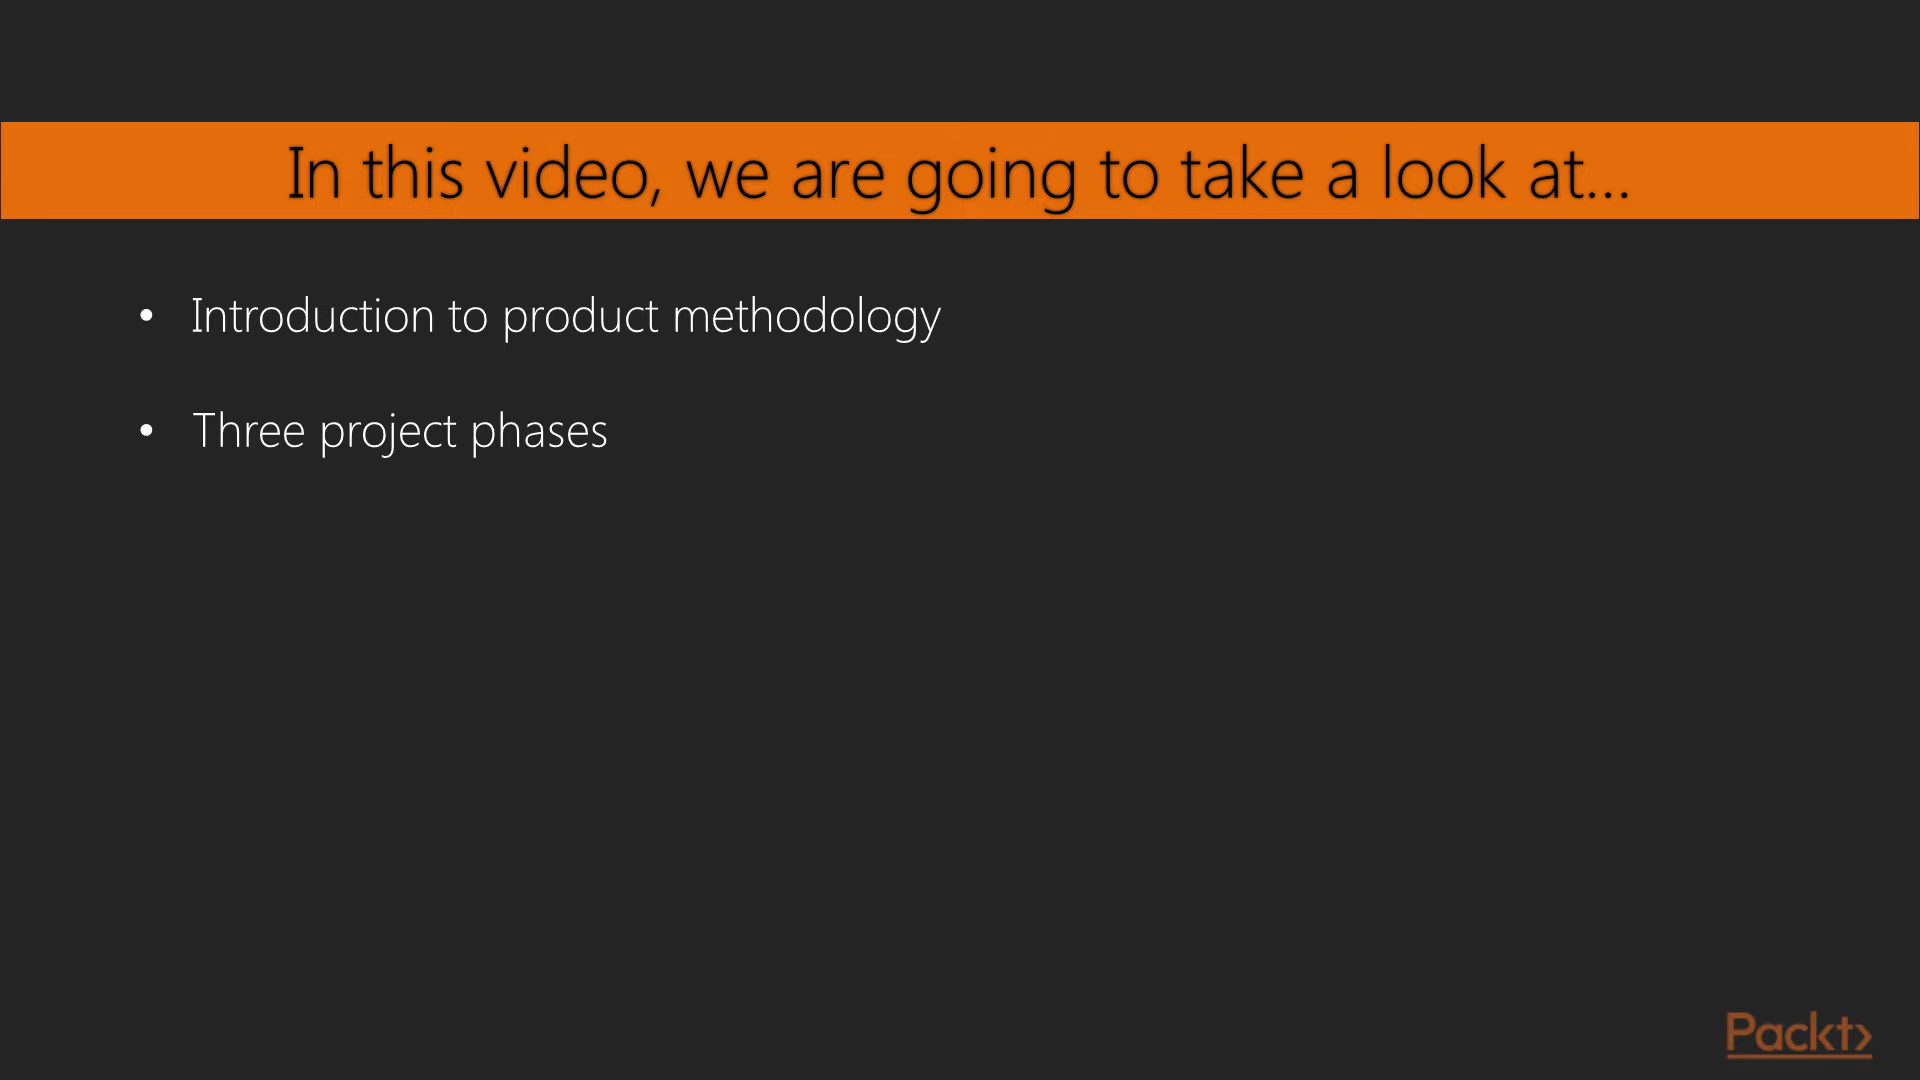 In this video, we are going to take a look at...
• Introduction to product methodology
• Three project phases
Packt>